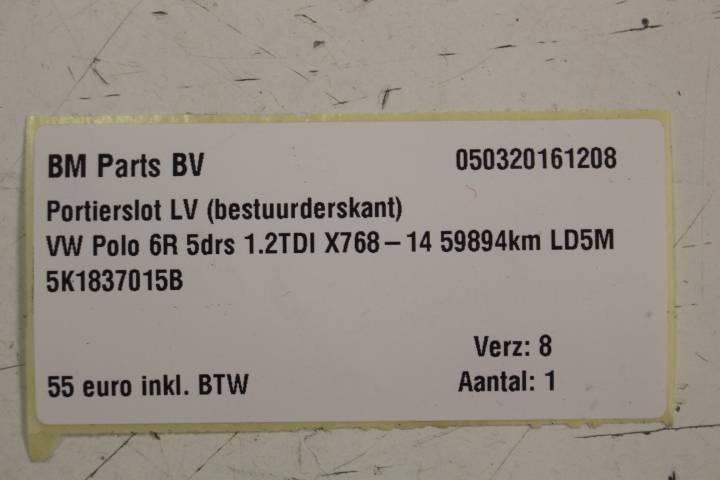 BM Parts BV 050320161208
Portierslot LV (bestuurderskant)
VW Polo 6R 5drs 1.2TDI X768-14 59894km LD5M
5K1837015B
Verz: 8
55 euro inkl. BTW Aantal: 1